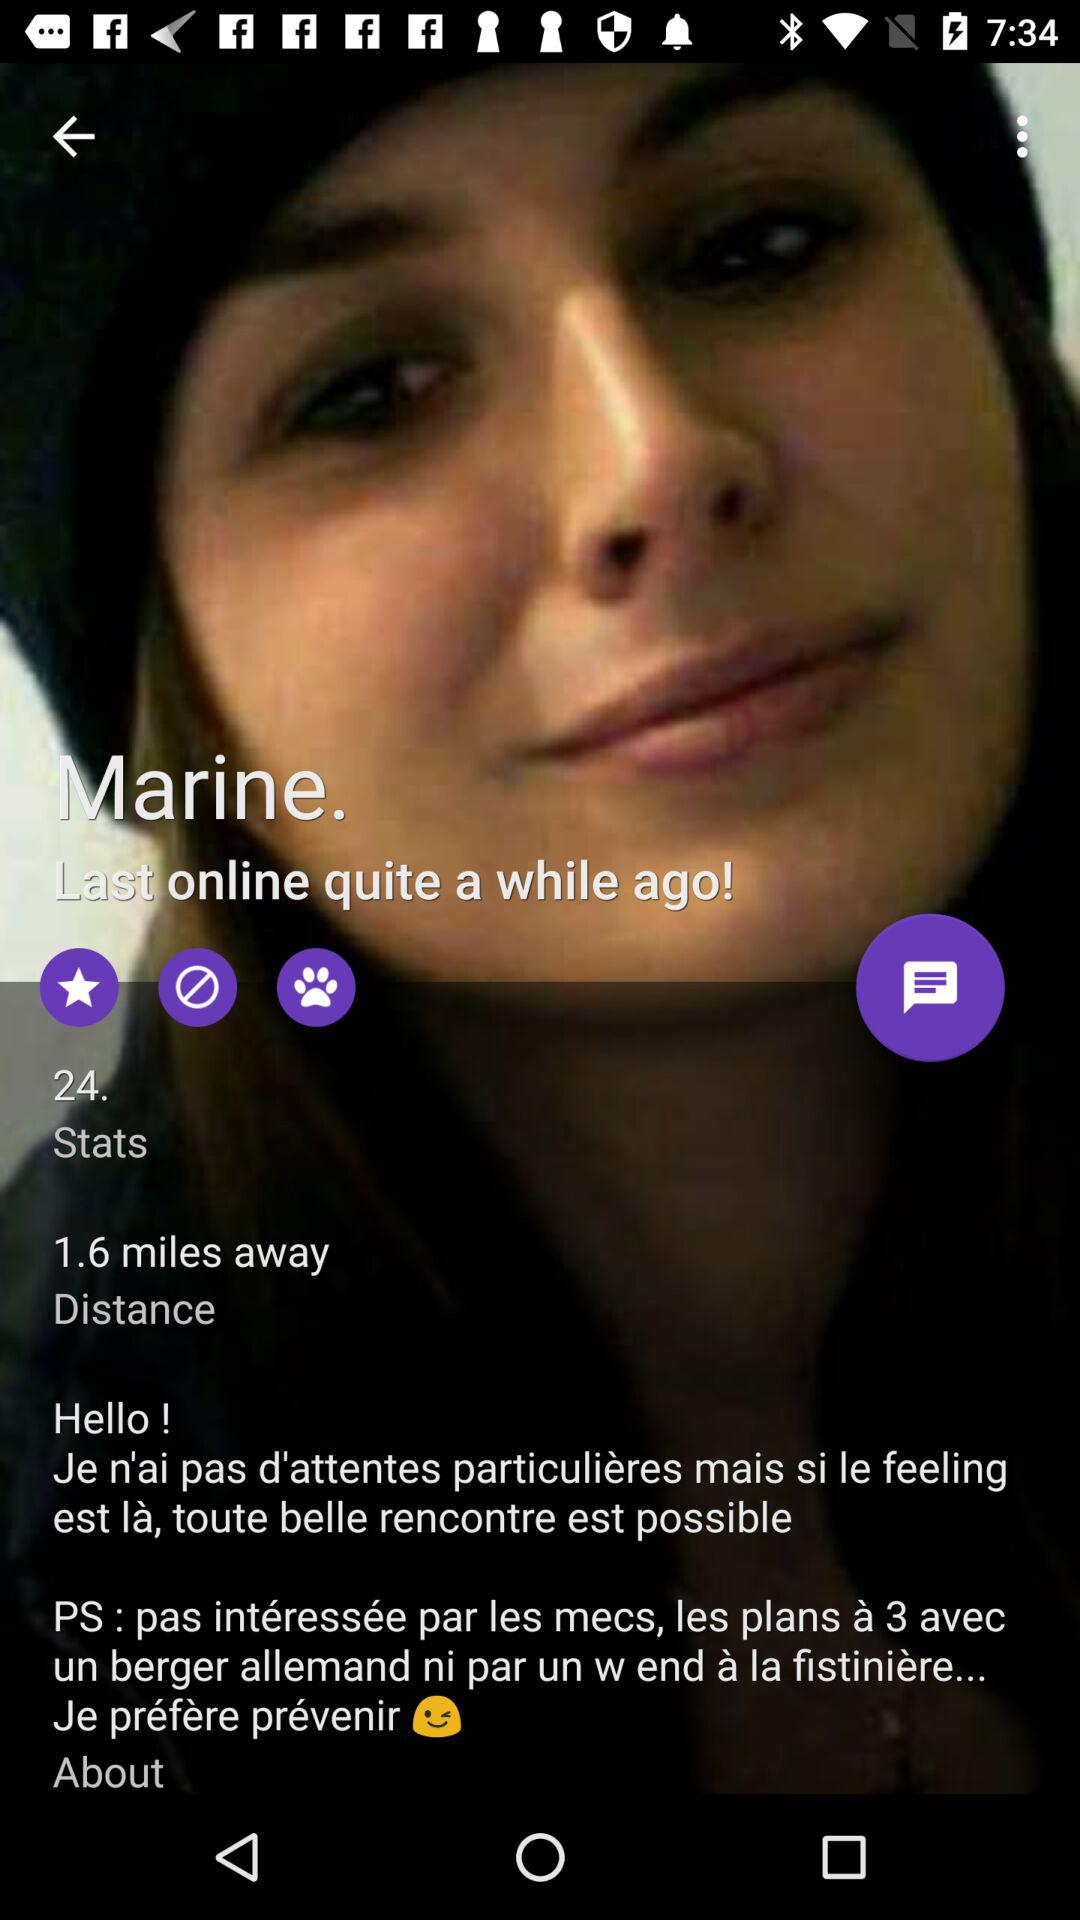 7:34
Marine.
Last online quite a while ago!
24.
Stats
1.6 miles away
Distance
Hello !
Je n'ai pas d'attentes particulières mais si le feeling
est là, toute belle rencontre est possible
PS : pas intéressée par les mecs, les plans à 3 avec
un berger allemand ni par un w end à la fistinière...
Je préfère prévenir 😉
About